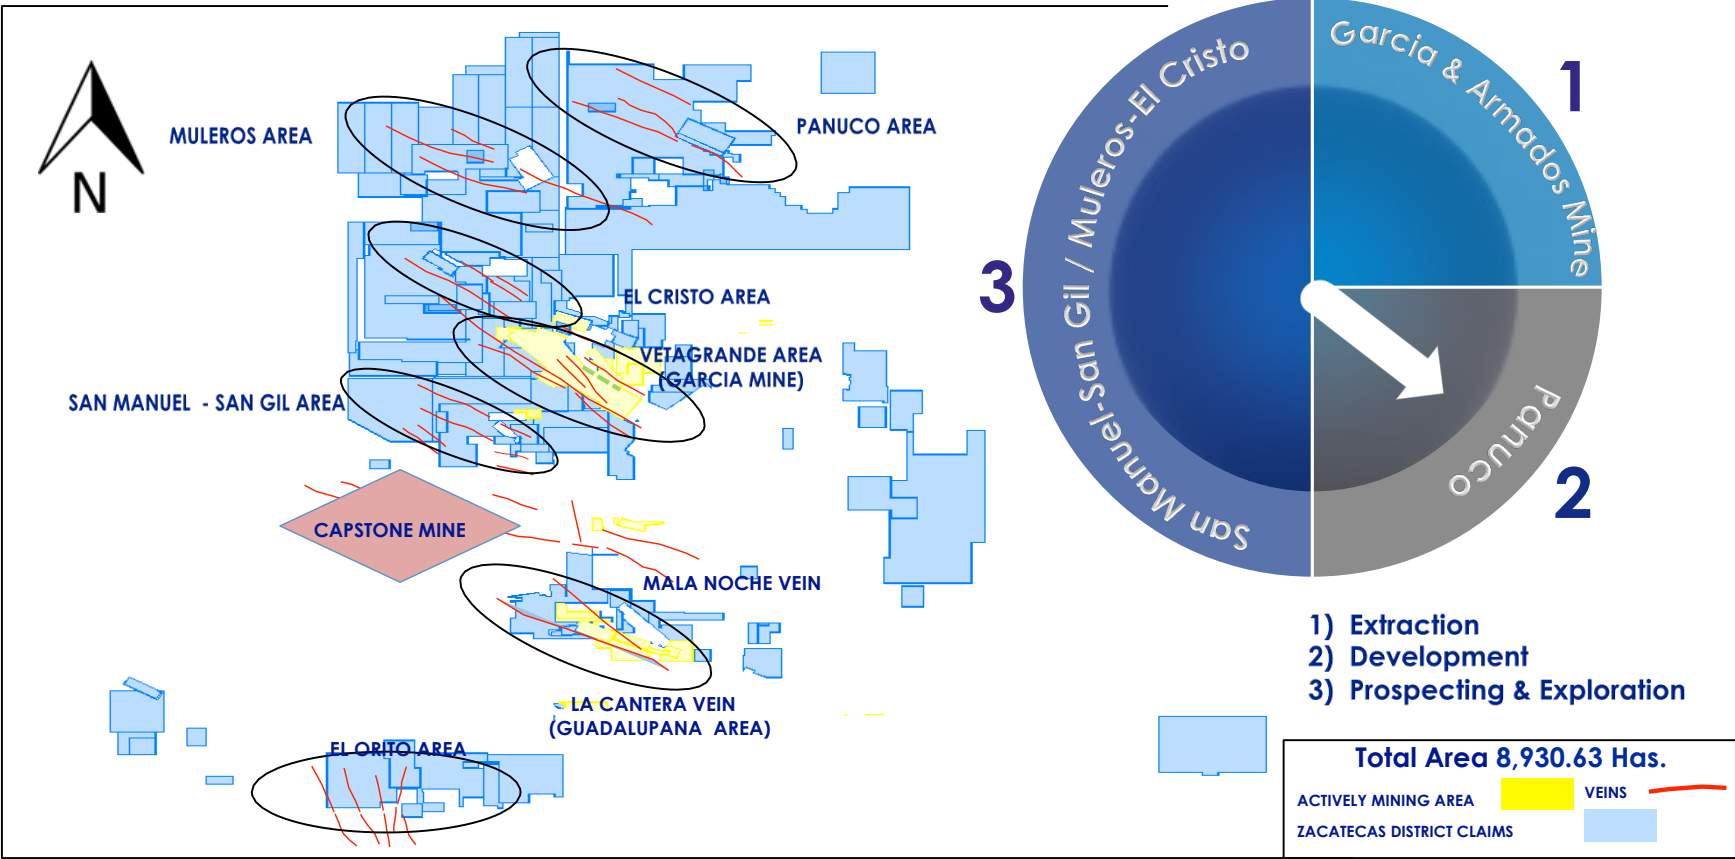 N
MULEROS AREA
PANUCO AREA
EL CRISTO AREA
VETAGRANDE AREA
(GARCIA MINE)
SAN MANUEL - SAN GIL AREA
CAPSTONE MINE
MALA NOCHE VEIN
LA CANTERA VEIN
(GUADALUPANA AREA)
EL ORITO AREA
San Manuel-San Gil / Muleros-El Cristo
Garcia & Armados Mine
Panuco
1
3
2
1) Extraction
2) Development
3) Prospecting & Exploration
Total Area 8,930.63 Has.
ACTIVELY MINING AREA
VEINS
ZACATECAS DISTRICT CLAIMS